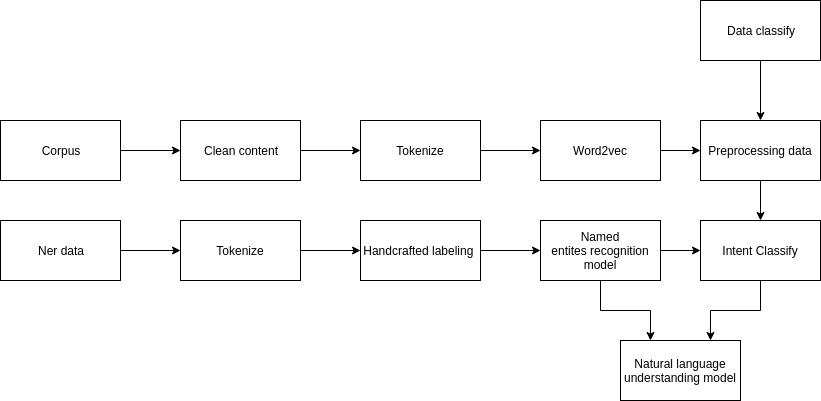 Data classify
Corpus
Clean content
Tokenize
Word2vec
Preprocessing data
Ner data
Tokenize
Handcrafted labeling
Named
entites recognition
model
Intent Classify
Natural language
understanding model